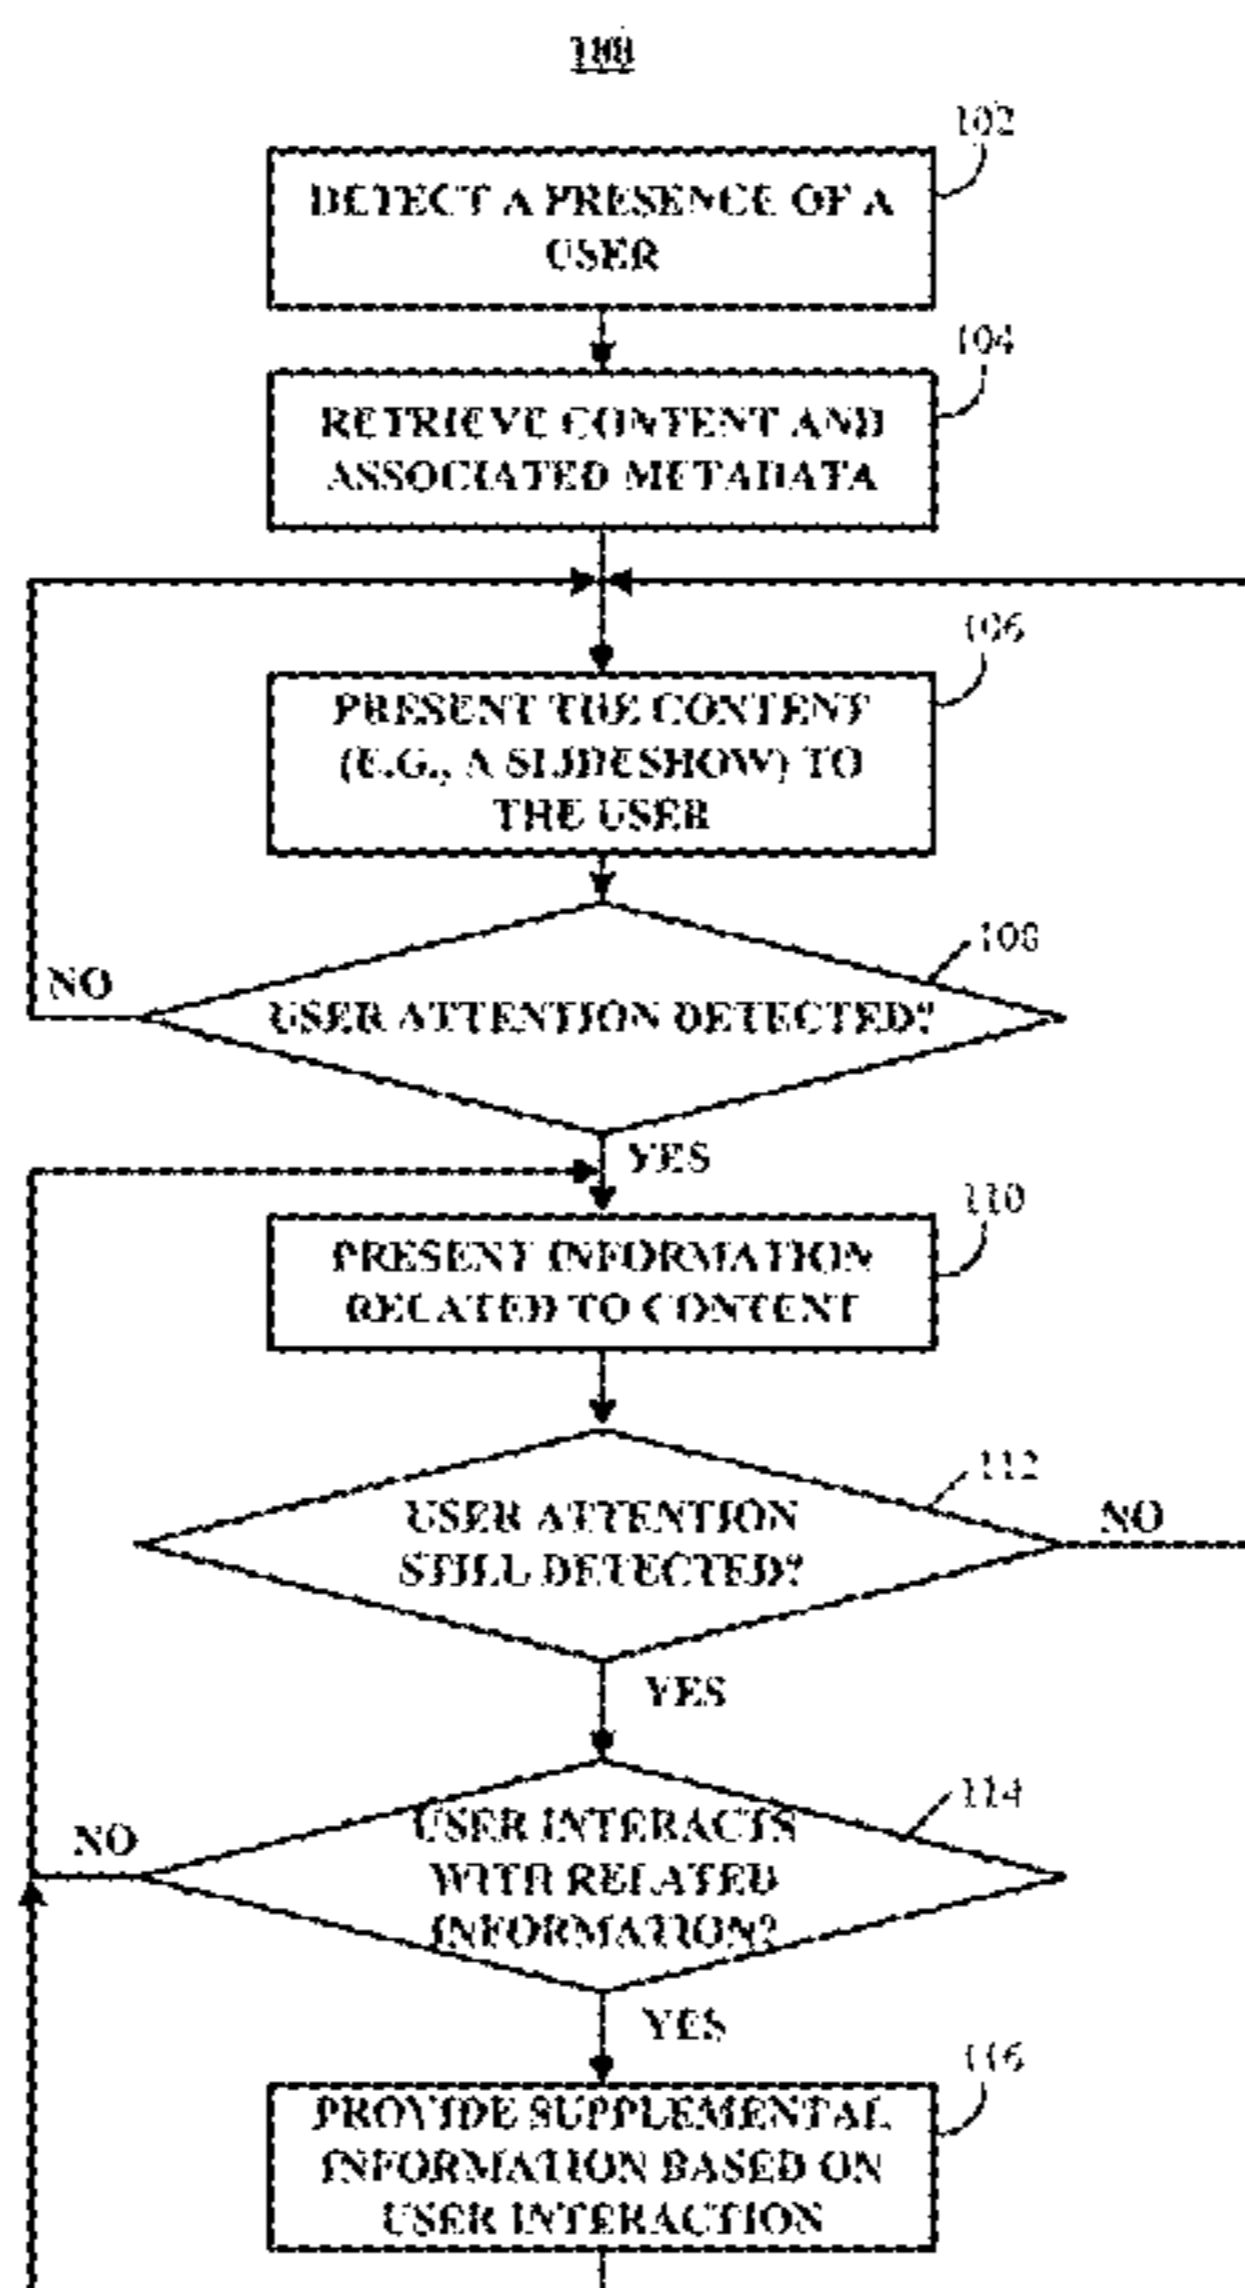 100
102
DETECT A PRESENCE OF A
USER
104
RETRIEVE CONTENT AND
ASSOCIATED METADATA
106
PRESENT THE CONTENT
(E.G., A SLIDESHOW) TO
THE USER
108
NO
USER ATTENTION DETECTED?
YES
110
PRESENT INFORMATION
RELATED TO CONTENT
112
USER ATTENTION
STILL DETECTED?
NO
YES
114
NO
USER INTERACTS
WITH RELATED
INFORMATION?
YES
116
PROVIDE SUPPLEMENTAL
INFORMATION BASED ON
USER INTERACTION